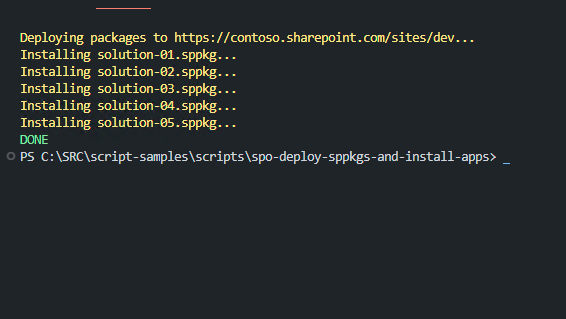 Deploying packages to https://contoso.sharepoint.com/sites/dev...
Installing solution-01.sppkg...
Installing solution-02.sppkg...
Installing solution-03.sppkg...
Installing solution-04.sppkg...
Installing solution-05.sppkg...
DONE
PS C:\SRC\script-samples\scripts\spo-deploy-sppkgs-and-install-apps> _